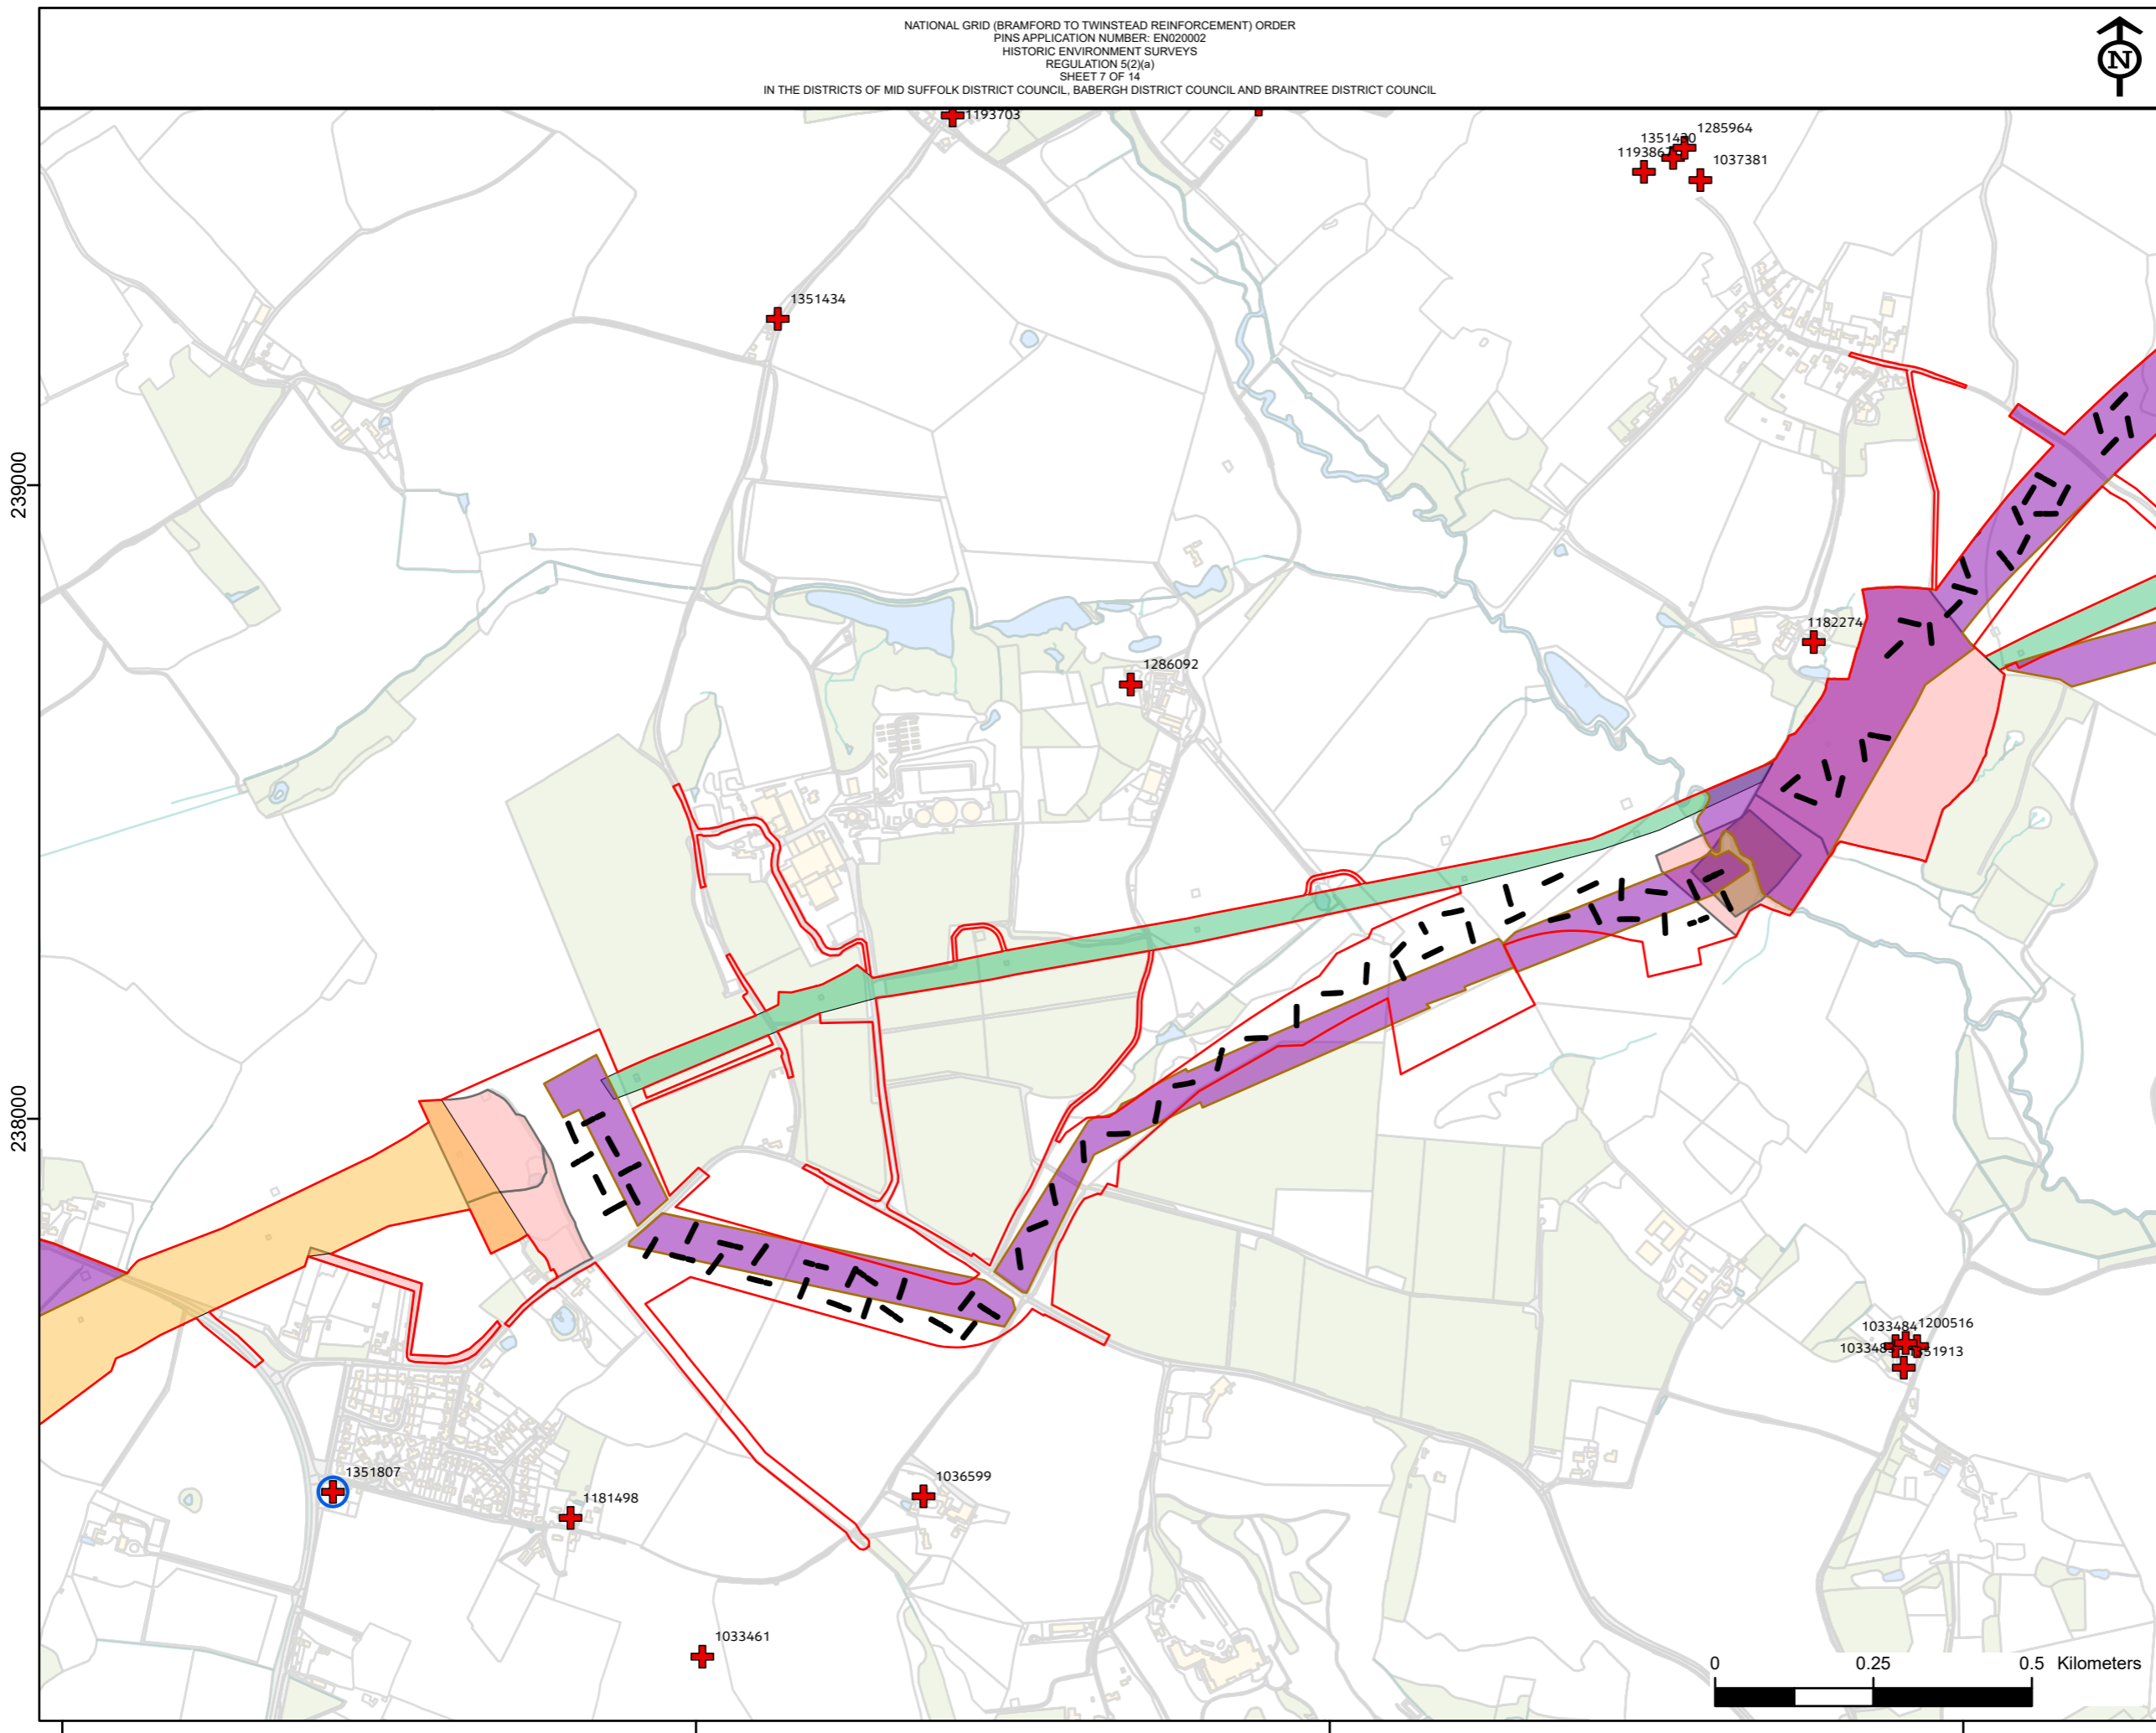 NATIONAL GRID (BRAMFORD TO TWINSTEAD REINFORCEMENT) ORDER
PINS APPLICATION NUMBER: EN020002
HISTORIC ENVIRONMENT SURVEYS
REGULATION 5(2)(a)
SHEET 7 OF 14
IN THE DISTRICTS OF MID SUFFOLK DISTRICT COUNCIL, BABERGH DISTRICT COUNCIL AND BRAINTREE DISTRICT COUNCIL
N
1193703
1285964
1037381
1351434
239000
1182274
1286092
238000
1033484
1200516
1351807
1036599
1181498
1033461
0 0.25 0.5 Kilometers